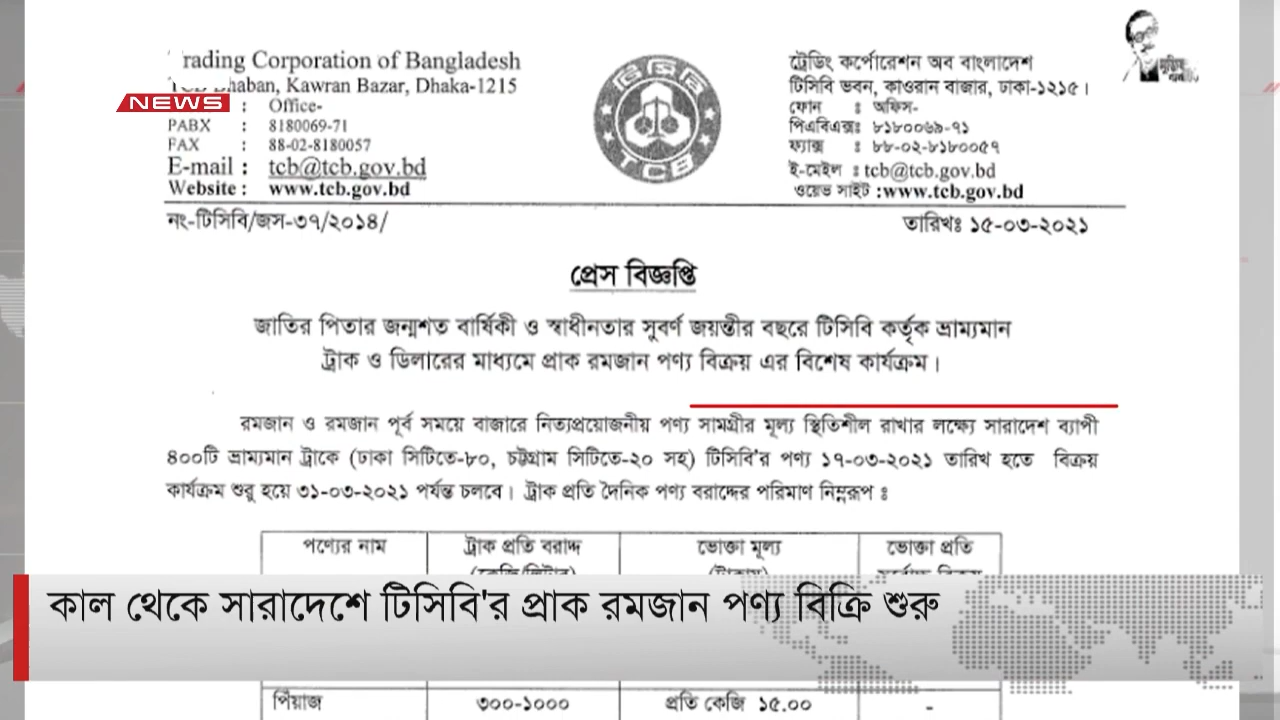 Trading Corporation of Bangladesh
Bhaban, Kawran Bazar, Dhaka-1215
NEWS : Office-
PABX : 8180069-71
FAX : 88-02-8180057
E-mail : tcb@tcb.gov.bd
Website : www.tcb.gov.bd
TCB
ট্রেডিং কর্পোরেশন অব বাংলাদেশ
টিসিবি ভবন, কাওরান বাজার, ঢাকা-১২১৫।
ফোন ঃ অফিস-
পিএবিএক্সঃ ৮১৮০০৬৯-৭১
ফ্যাক্স ঃ ৮৮-০২-৮১৮০০৫৭
ই-মেইল ঃ tcb@tcb.gov.bd
ওয়েভ সাইট :www.tcb.gov.bd
নং-টিসিবি/জস-৩৭/২০১৪/
তারিখঃ ১৫-০৩-২০২১
প্রেস বিজ্ঞপ্তি
জাতির পিতার জন্মশত বার্ষিকী ও স্বাধীনতার সুবর্ণ জয়ন্তীর বছরে টিসিবি কর্তৃক ভ্রাম্যমান
ট্রাক ও ডিলারের মাধ্যমে প্রাক রমজান পণ্য বিক্রয় এর বিশেষ কার্যক্রম।
রমজান ও রমজান পূর্ব সময়ে বাজারে নিত্যপ্রয়োজনীয় পণ্য সামগ্রীর মূল্য স্থিতিশীল রাখার লক্ষ্যে সারাদেশ ব্যাপী
৪০০টি ভ্রাম্যমান ট্রাকে (ঢাকা সিটিতে-৮০, চট্টগ্রাম সিটিতে-২০ সহ) টিসিবি'র পণ্য ১৭-০৩-২০২১ তারিখ হতে বিক্রয়
কার্যক্রম শুরু হয়ে ৩১-০৩-২০২১ পর্যন্ত চলবে। ট্রাক প্রতি দৈনিক পণ্য বরাদ্দের পরিমাণ নিম্নরূপ ঃ
পণ্যের নাম ট্রাক প্রতি বরাদ্দ ভোক্তা মূল্য ভোক্তা প্রতি
কাল থেকে সারাদেশে টিসিবি'র প্রাক রমজান পণ্য বিক্রি শুরু
পিঁয়াজ ৩০০-১০০০ প্রতি কেজি ১৫.০০ -